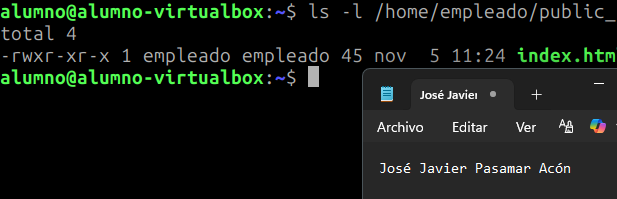 alumno@alumno-virtualbox:~$ ls -l /home/empleado/public_
total 4
-rwxr-xr-x 1 empleado empleado 45 nov  5 11:24 index.htm
alumno@alumno-virtualbox:~$
José Javier
Archivo Editar Ver
José Javier Pasamar Acón